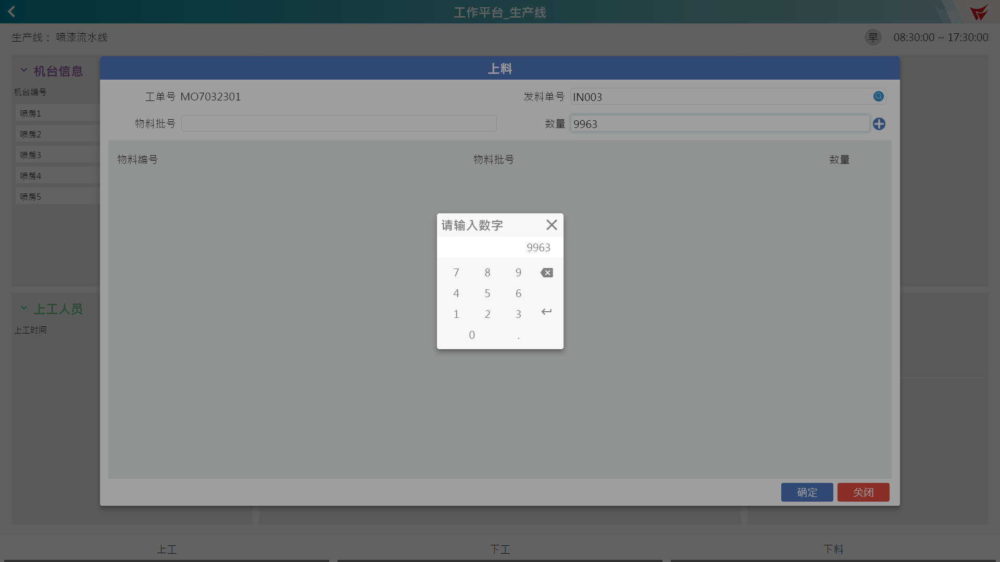 工作平台_生产线
生产线： 喷漆流水线
早 08:30:00 ~ 17:30:00
机台信息
机台编号
喷房1
喷房2
喷房3
喷房4
喷房5
上工人员
上工时间
上料
工单号 MO7032301
发料单号 IN003
物料批号
数量 9963
物料编号 物料批号 数量
请输入数字
9963
7 8 9
4 5 6
1 2 3
0 .
确定 关闭
上工 下工 下料